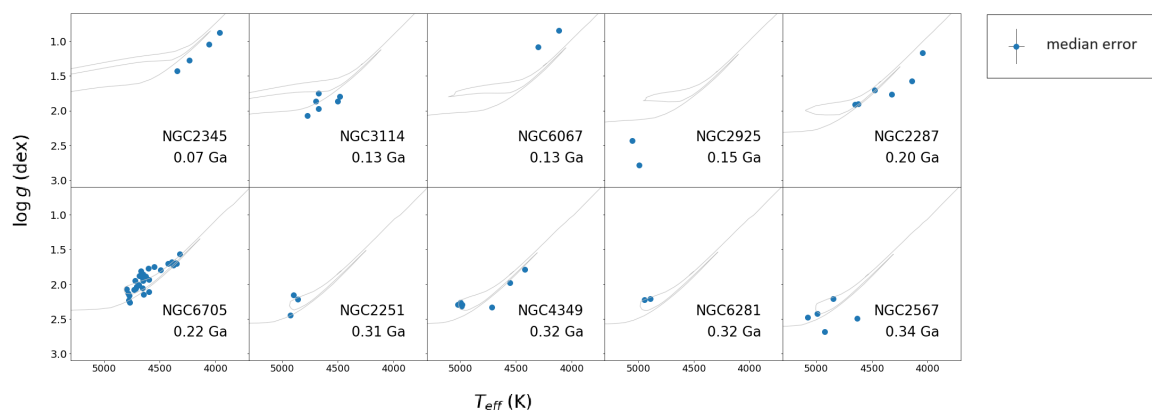 median error
log g (dex)
1.0
1.5
2.0
2.5
3.0
NGC2345
0.07 Ga
NGC3114
0.13 Ga
NGC6067
0.13 Ga
NGC2925
0.15 Ga
NGC2287
0.20 Ga
1.0
1.5
2.0
2.5
3.0
NGC6705
0.22 Ga
NGC2251
0.31 Ga
NGC4349
0.32 Ga
NGC6281
0.32 Ga
NGC2567
0.34 Ga
5000 4500 4000 5000 4500 4000 5000 4500 4000 5000 4500 4000 5000 4500 4000
T_eff (K)